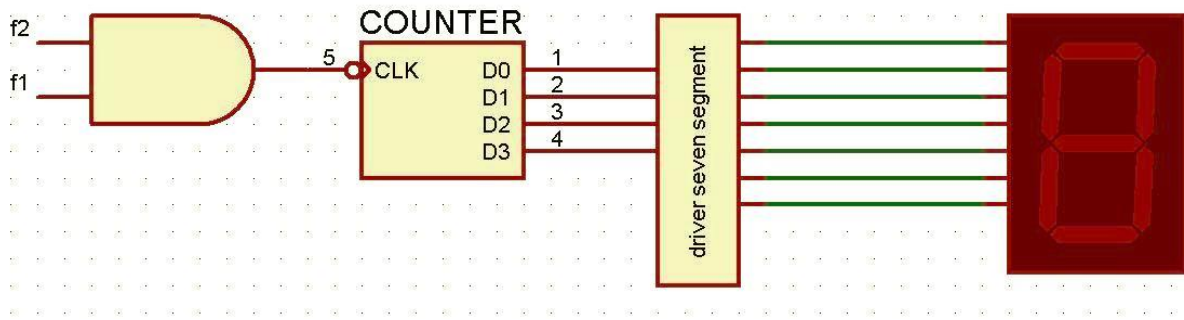 f2
f1
COUNTER
5
CLK
D0
D1
D2
D3
1
2
3
4
driver seven segment